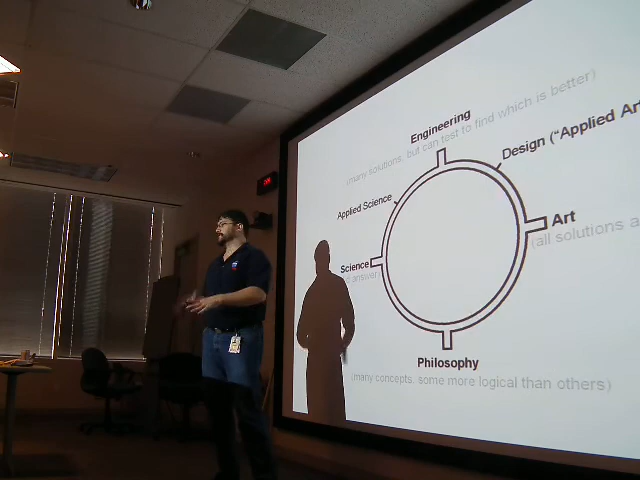 Engineering
(many solutions, but can test to find which is better)
Design ("Applied Ar
Applied Science
Art
(all solutions a
Science
answer
Philosophy
(many concepts, some more logical than others)